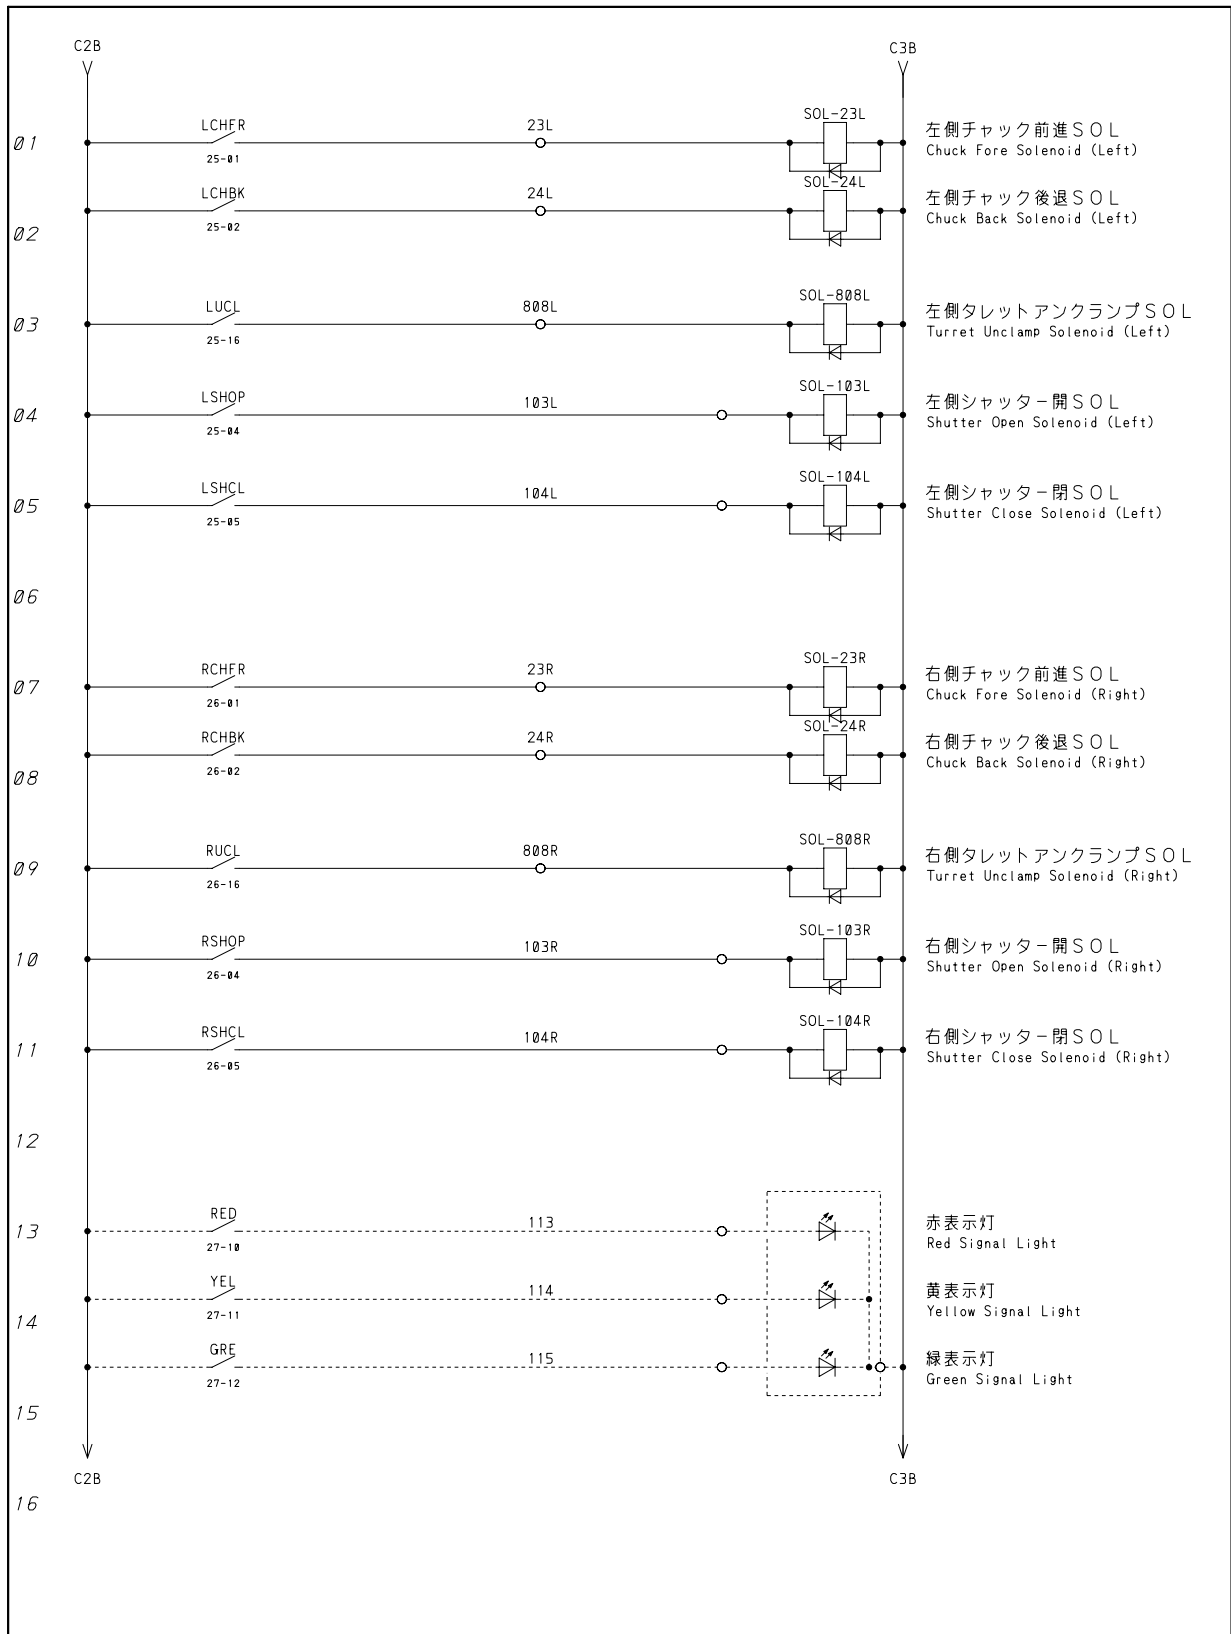 C2B
C3B
01
LCHFR
25-01
23L
SOL-23L
左側チャック前進SOL
Chuck Fore Solenoid (Left)
LCHBK
25-02
24L
SOL-24L
左側チャック後退SOL
Chuck Back Solenoid (Left)
02
03
LUCL
25-16
808L
SOL-808L
左側タレットアンクランプSOL
Turret Unclamp Solenoid (Left)
04
LSHOP
25-04
103L
SOL-103L
左側シャッター開SOL
Shutter Open Solenoid (Left)
05
LSHCL
25-05
104L
SOL-104L
左側シャッター閉SOL
Shutter Close Solenoid (Left)
06
07
RCHFR
26-01
23R
SOL-23R
右側チャック前進SOL
Chuck Fore Solenoid (Right)
RCHBK
26-02
24R
SOL-24R
右側チャック後退SOL
Chuck Back Solenoid (Right)
08
09
RUCL
26-16
808R
SOL-808R
右側タレットアンクランプSOL
Turret Unclamp Solenoid (Right)
10
RSHOP
26-04
103R
SOL-103R
右側シャッター開SOL
Shutter Open Solenoid (Right)
11
RSHCL
26-05
104R
SOL-104R
右側シャッター閉SOL
Shutter Close Solenoid (Right)
12
13
RED
27-10
113
赤表示灯
Red Signal Light
YEL
27-11
114
黄表示灯
Yellow Signal Light
14
GRE
27-12
115
緑表示灯
Green Signal Light
15
C2B
C3B
16